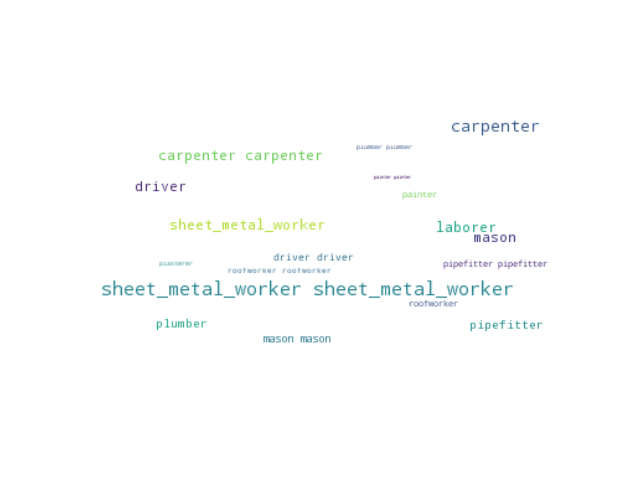 carpenter
plumber plumber
carpenter carpenter
painter painter
driver
painter
sheet_metal_worker
laborer
mason
driver driver
plasterer
pipefitter pipefitter
roofworker roofworker
sheet_metal_worker sheet_metal_worker
roofworker
plumber
pipefitter
mason mason